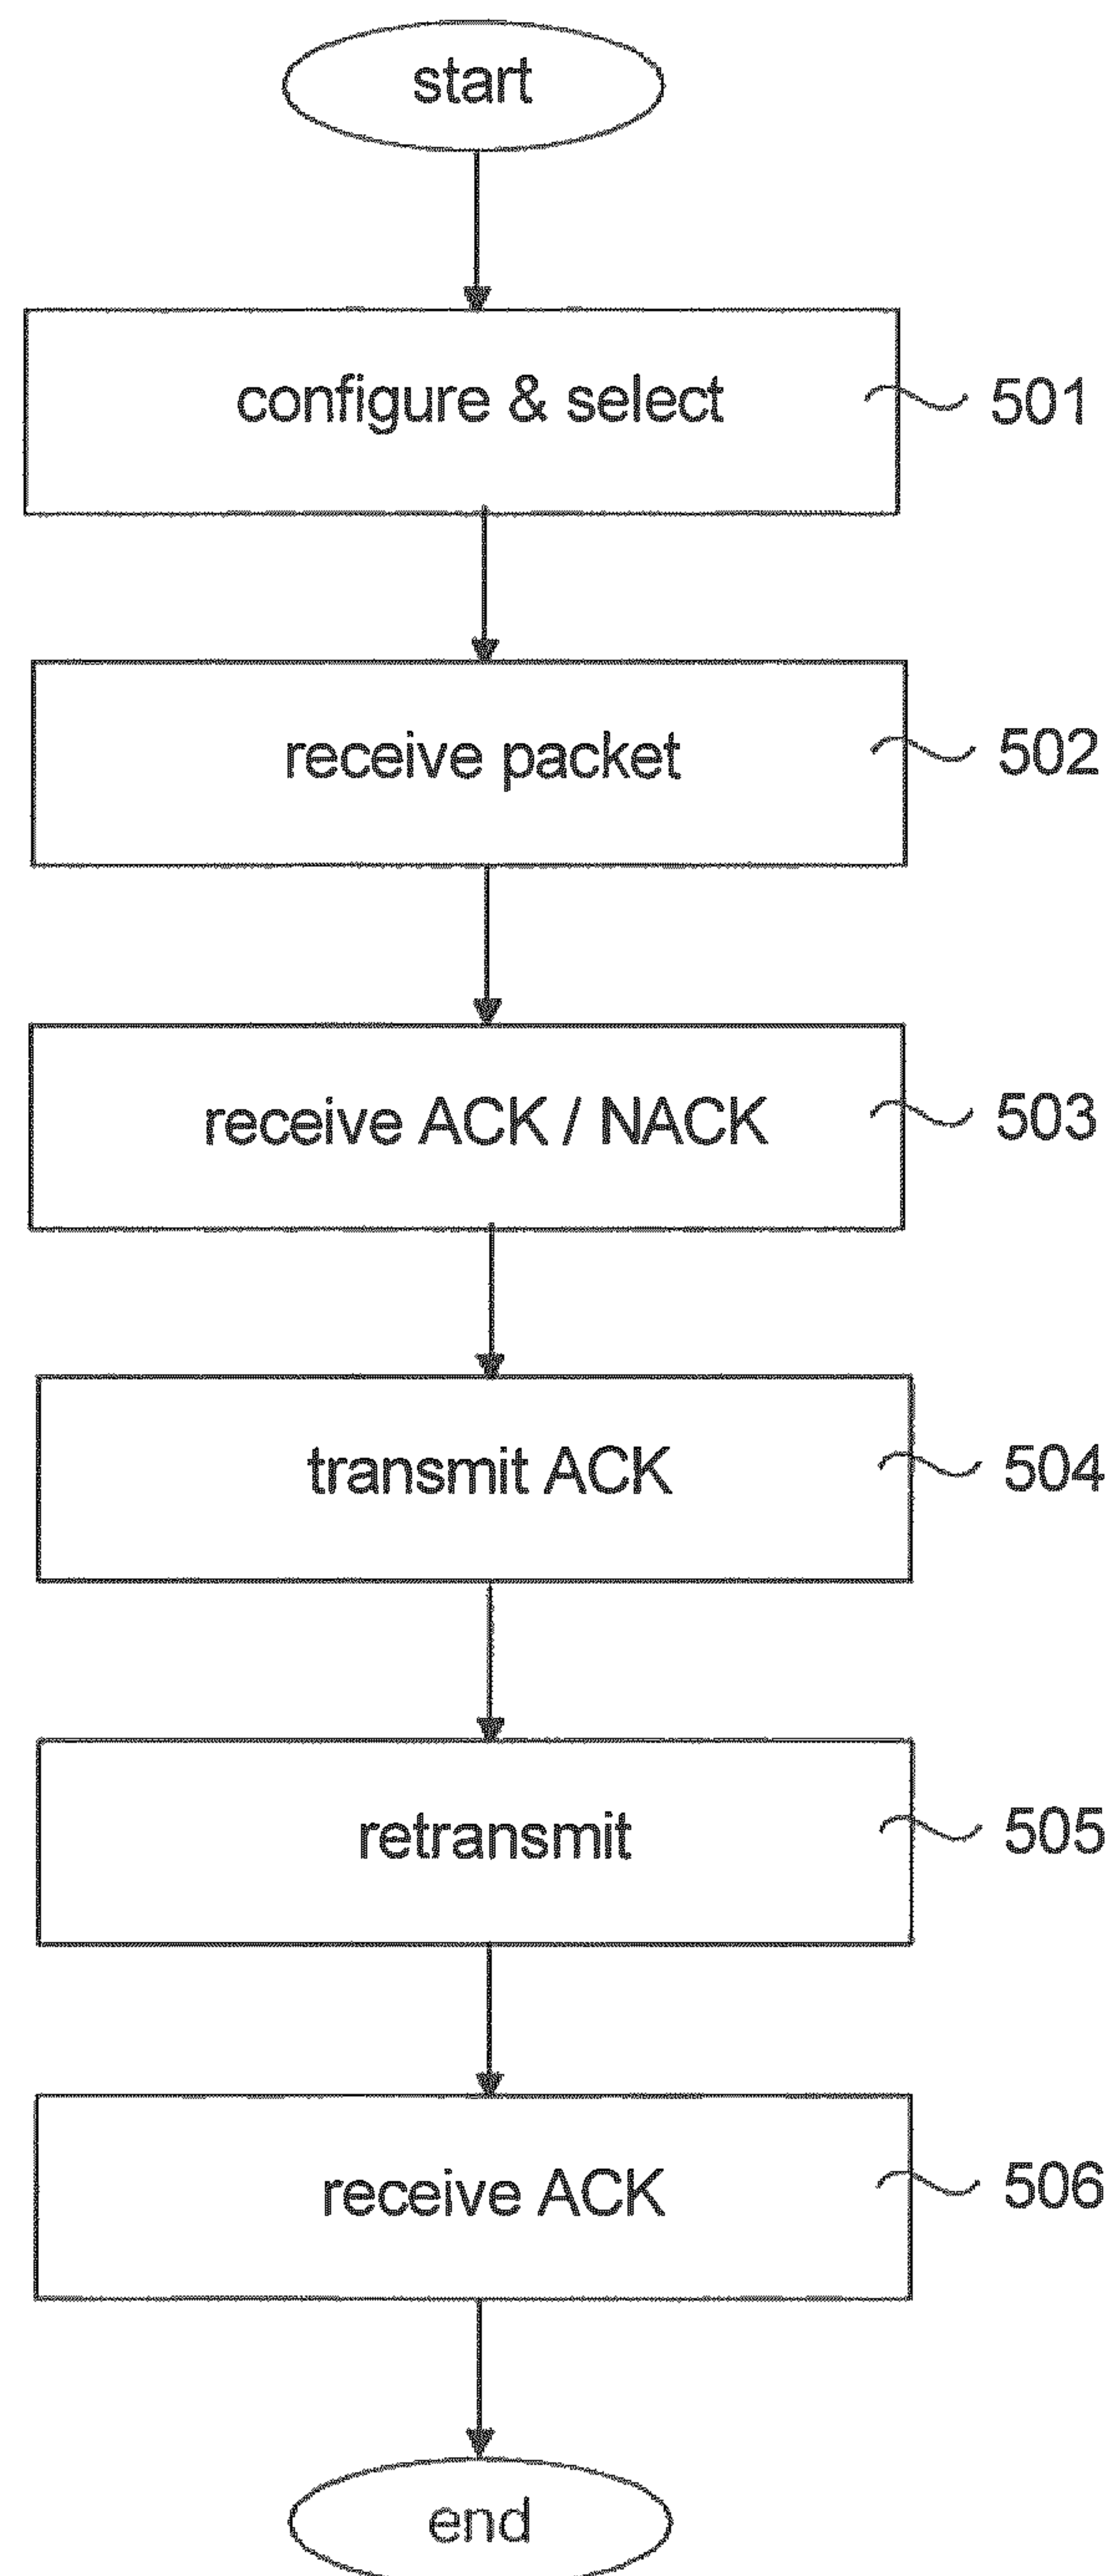 start
configure & select 501
receive packet 502
receive ACK / NACK 503
transmit ACK 504
retransmit 505
receive ACK 506
end